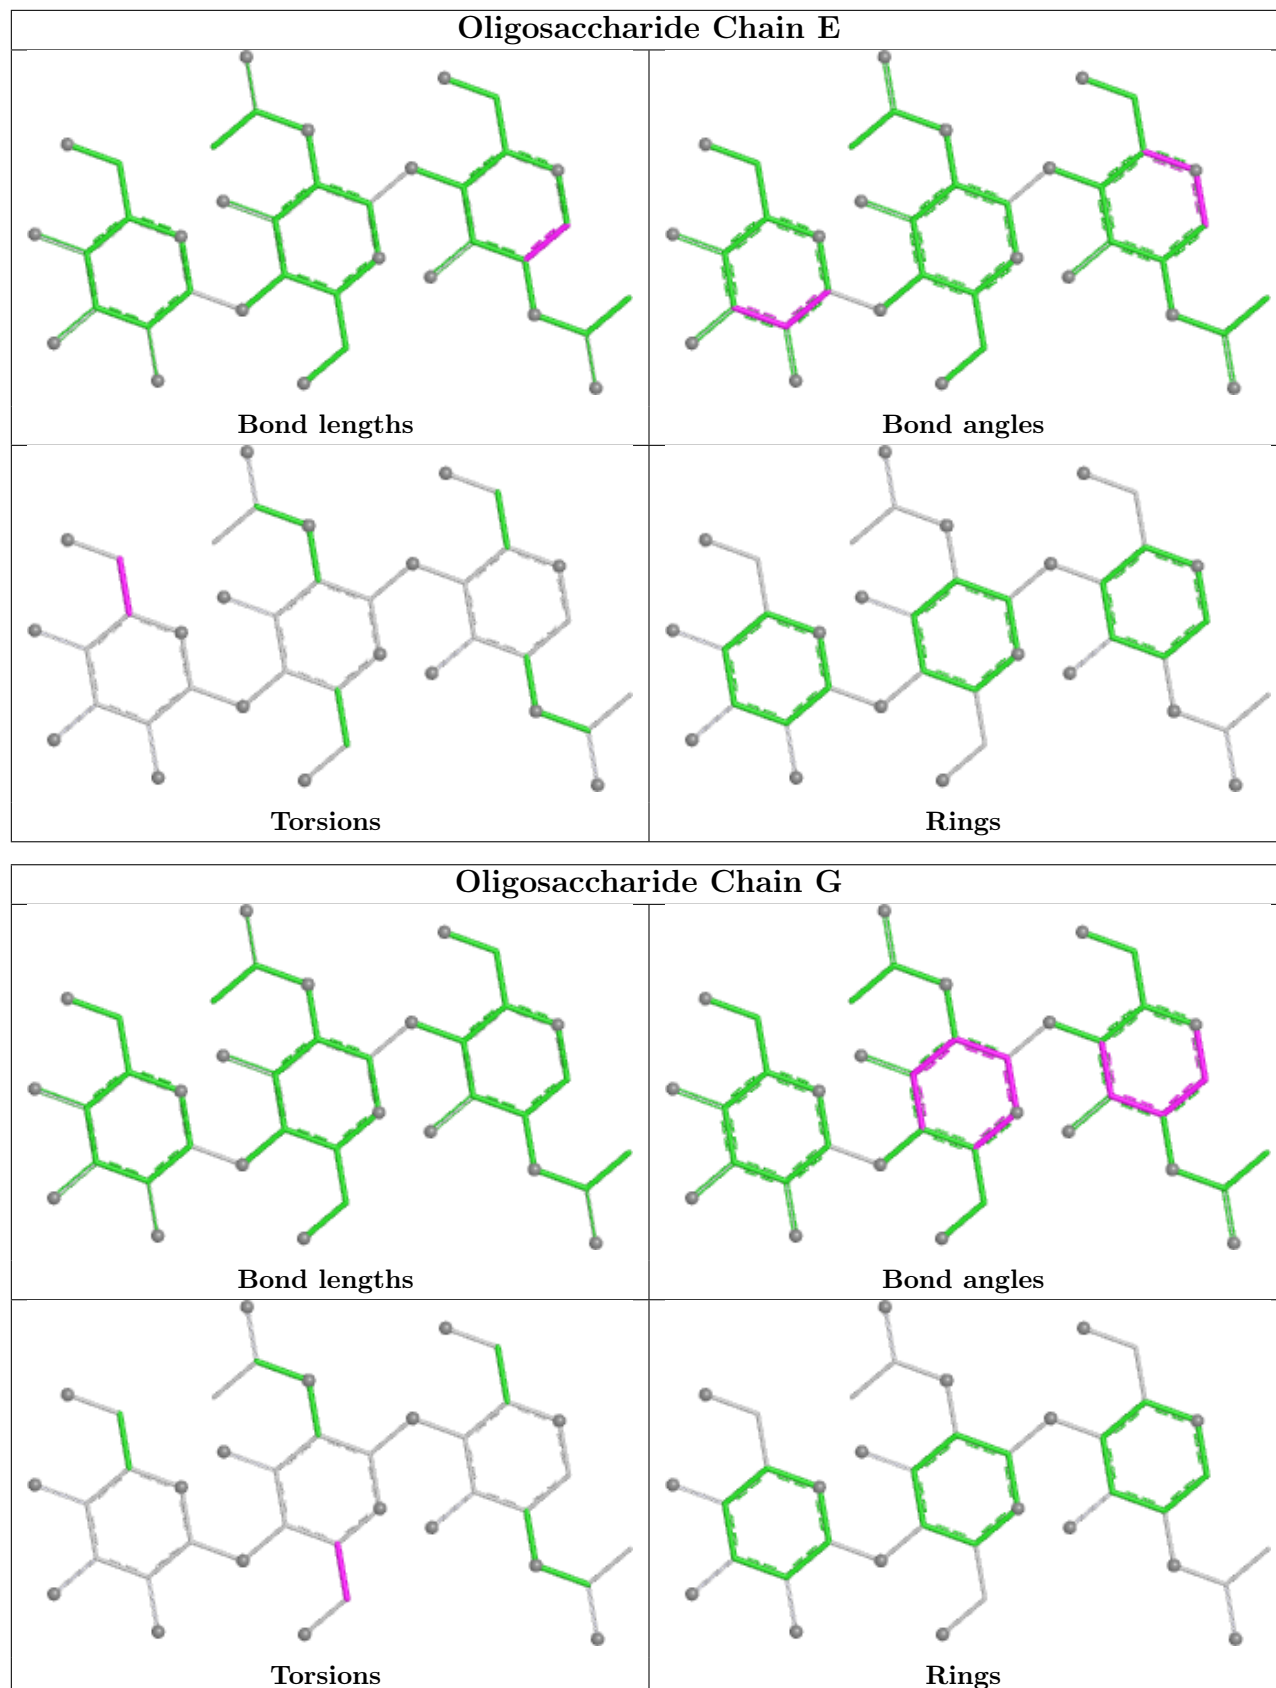 Oligosaccharide Chain E
Bond lengths
Bond angles
Torsions
Rings
Oligosaccharide Chain G
Bond lengths
Bond angles
Torsions
Rings